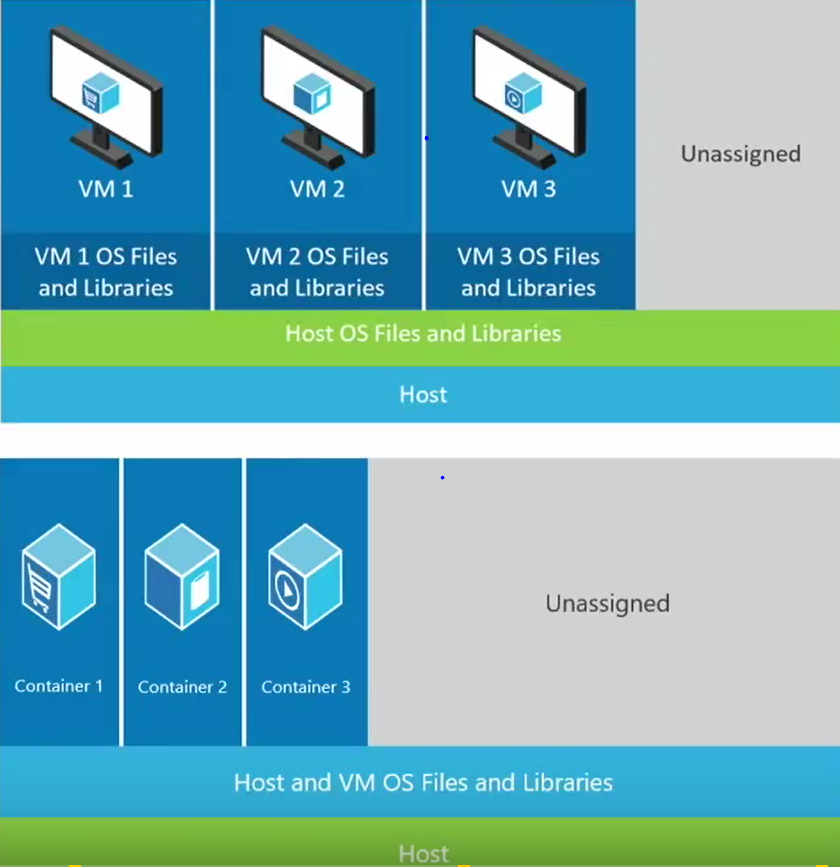 VM 1
VM 2
VM 3
Unassigned
VM 1 OS Files
and Libraries
VM 2 OS Files
and Libraries
VM 3 OS Files
and Libraries
Host OS Files and Libraries
Host
Container 1
Container 2
Container 3
Unassigned
Host and VM OS Files and Libraries
Host